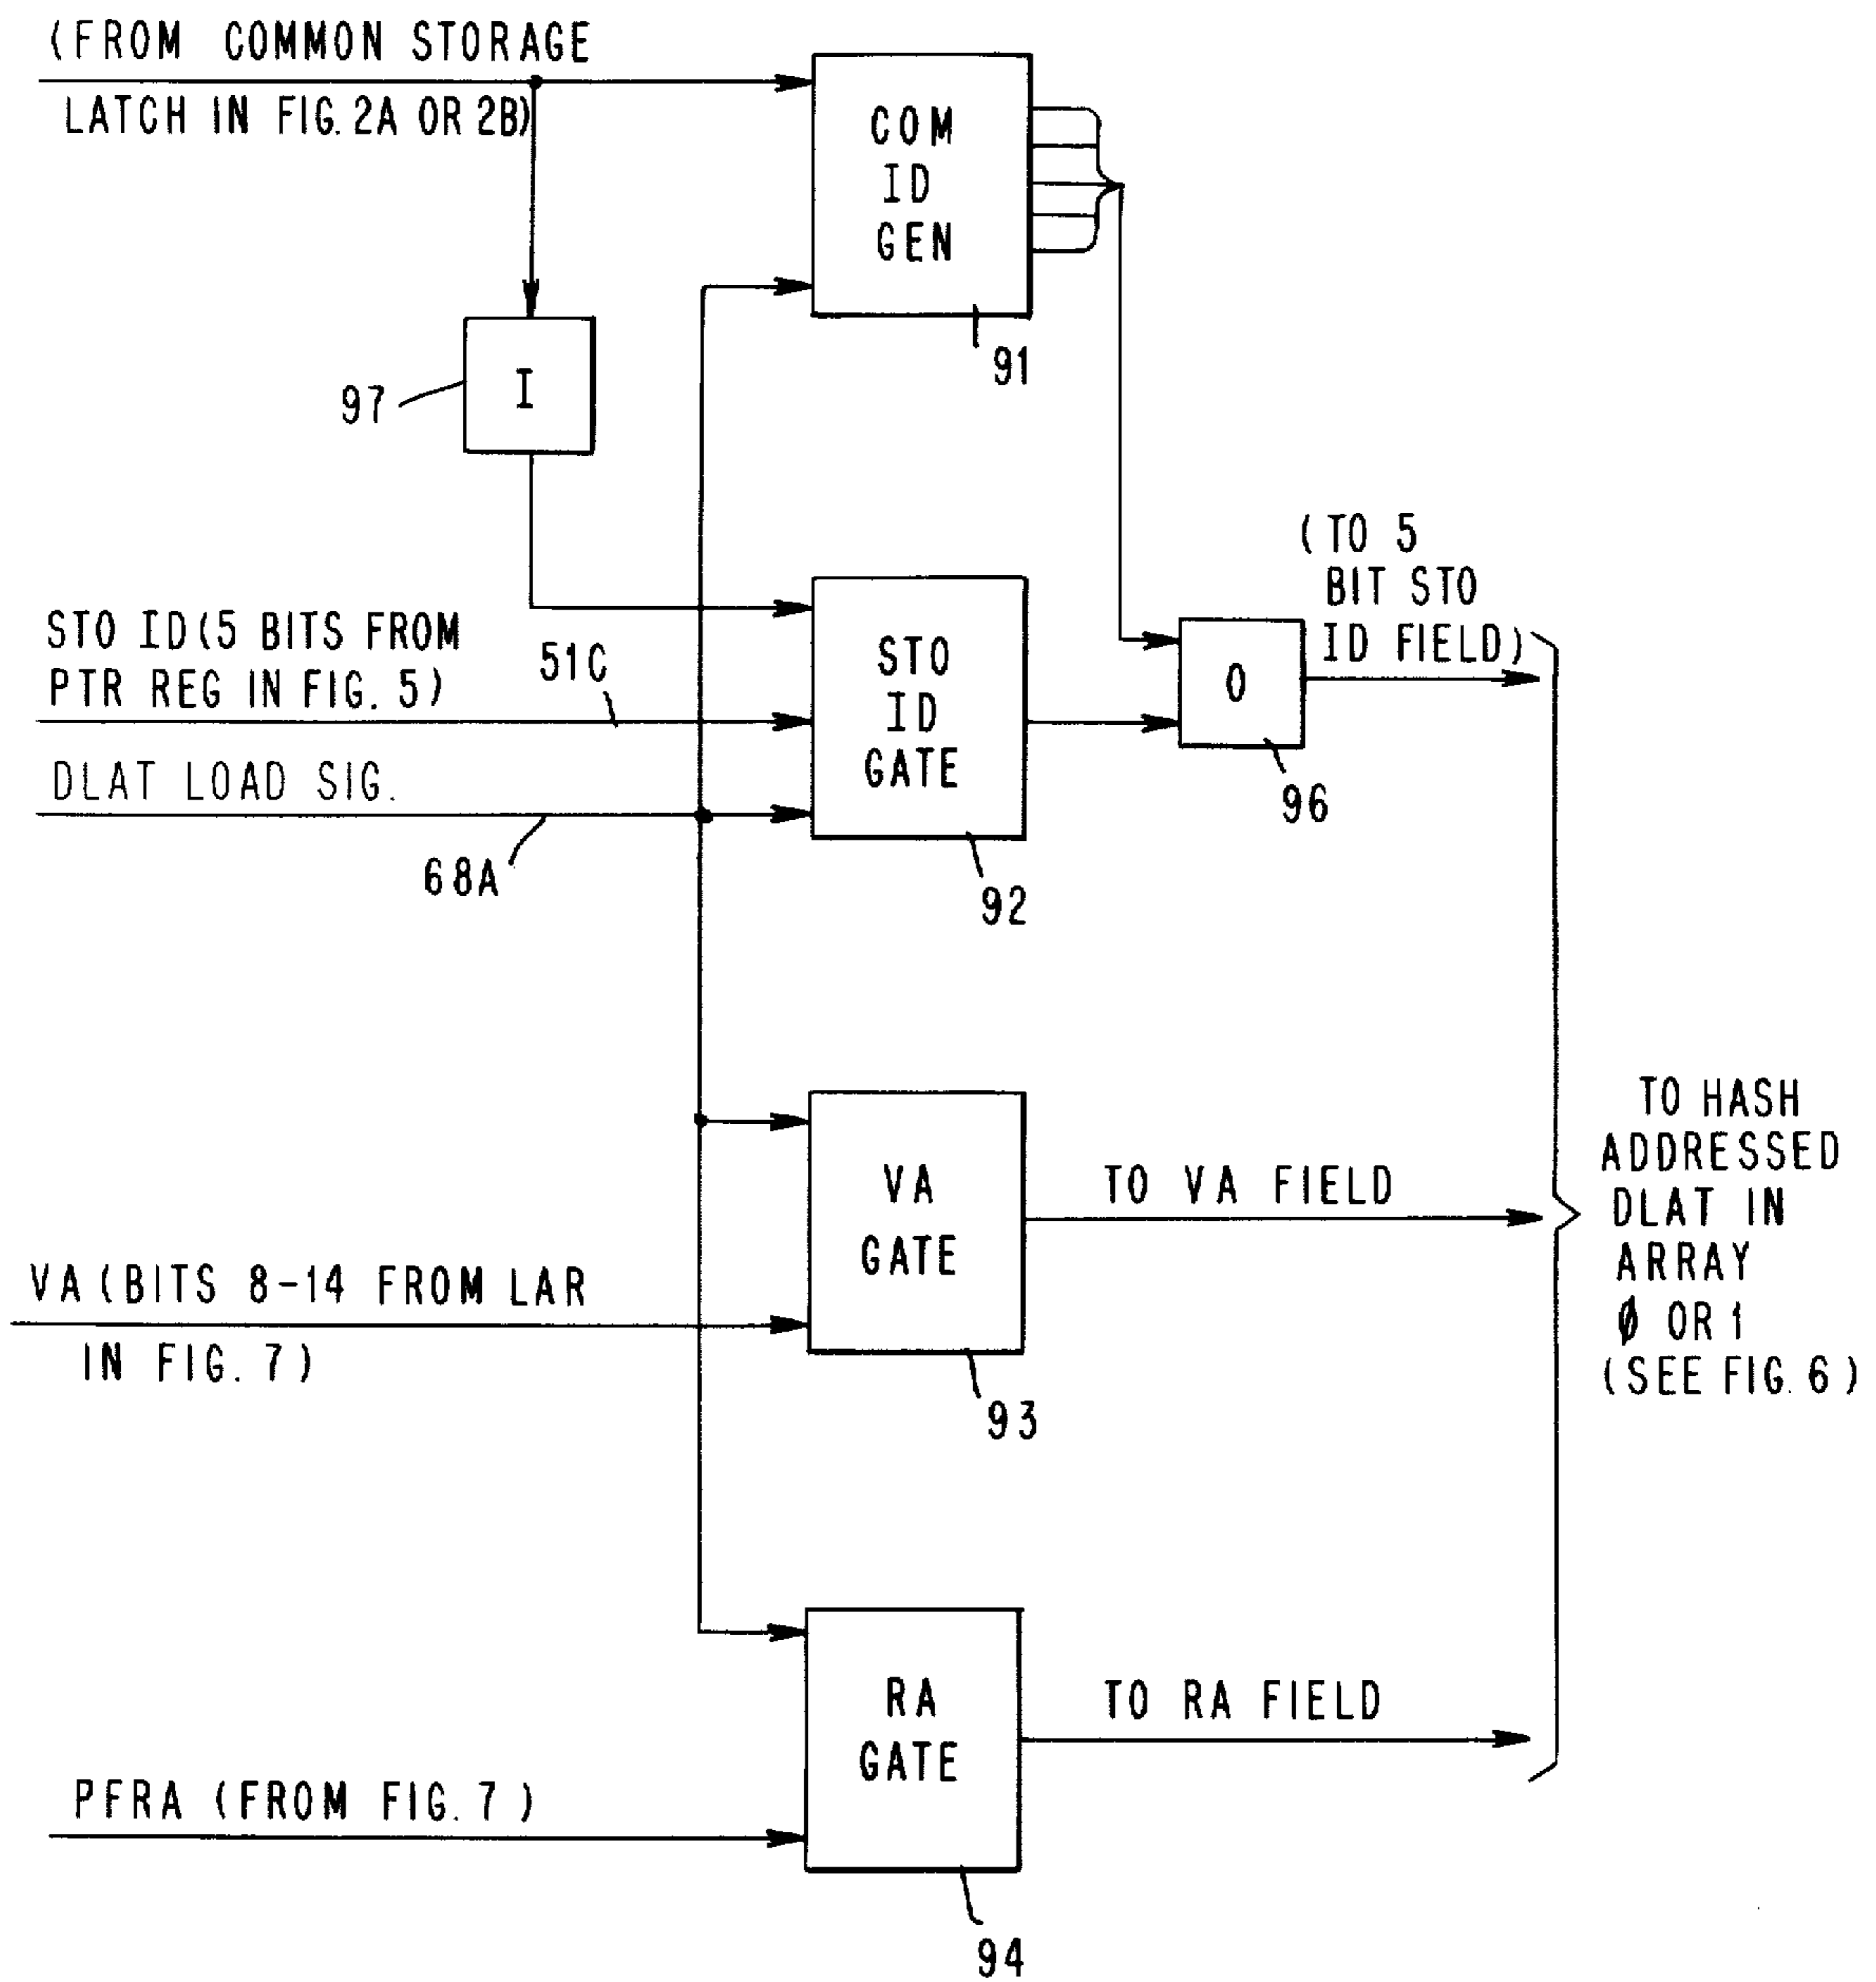 (FROM COMMON STORAGE
LATCH IN FIG. 2A OR 2B)
COM
ID
GEN
91
I
97
STO ID (5 BITS FROM
PTR REG IN FIG. 5)
51C
DLAT LOAD SIG.
68A
STO
ID
GATE
92
(TO 5
BIT STO
ID FIELD)
O
96
VA
GATE
93
TO VA FIELD
VA (BITS 8-14 FROM LAR
IN FIG. 7)
TO HASH
ADDRESSED
DLAT IN
ARRAY
Ø OR 1
(SEE FIG. 6)
RA
GATE
94
TO RA FIELD
PFRA (FROM FIG. 7)